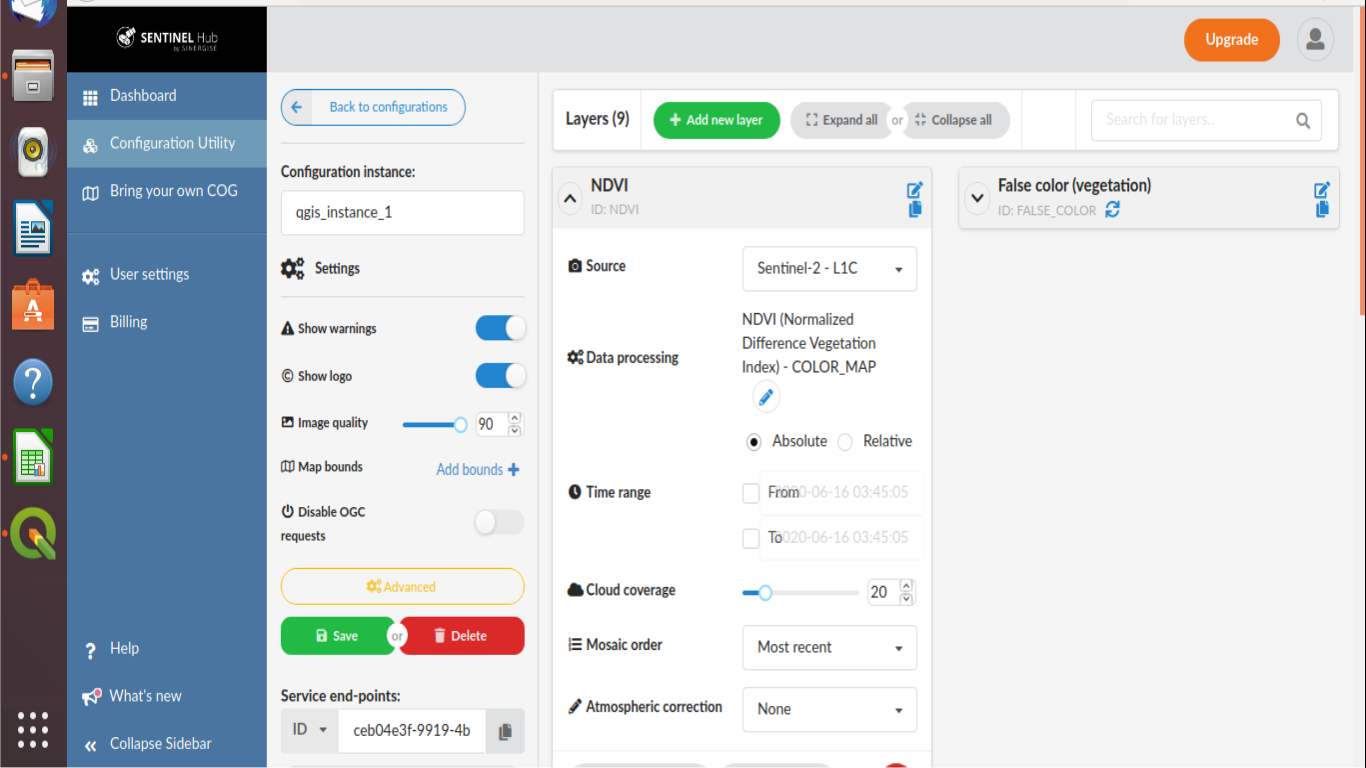 SENTINEL Hub
by SINERGISE
Upgrade
Dashboard
Configuration Utility
Bring your own COG
User settings
Billing
Help
What's new
Collapse Sidebar
Back to configurations
Configuration instance:
qgis_instance_1
Settings
Show warnings
Show logo
Image quality 90
Map bounds Add bounds +
Disable OGC
requests
Advanced
Save or Delete
Service end-points:
ID ceb04e3f-9919-4b
Layers (9) + Add new layer Expand all or Collapse all Search for layers..
NDVI
ID: NDVI
Source Sentinel-2 - L1C
NDVI (Normalized
Difference Vegetation
Index) - COLOR_MAP
Data processing
Absolute Relative
Time range From 2020-06-16 03:45:05
To 2020-06-16 03:45:05
Cloud coverage 20
Mosaic order Most recent
Atmospheric correction None
False color (vegetation)
ID: FALSE_COLOR